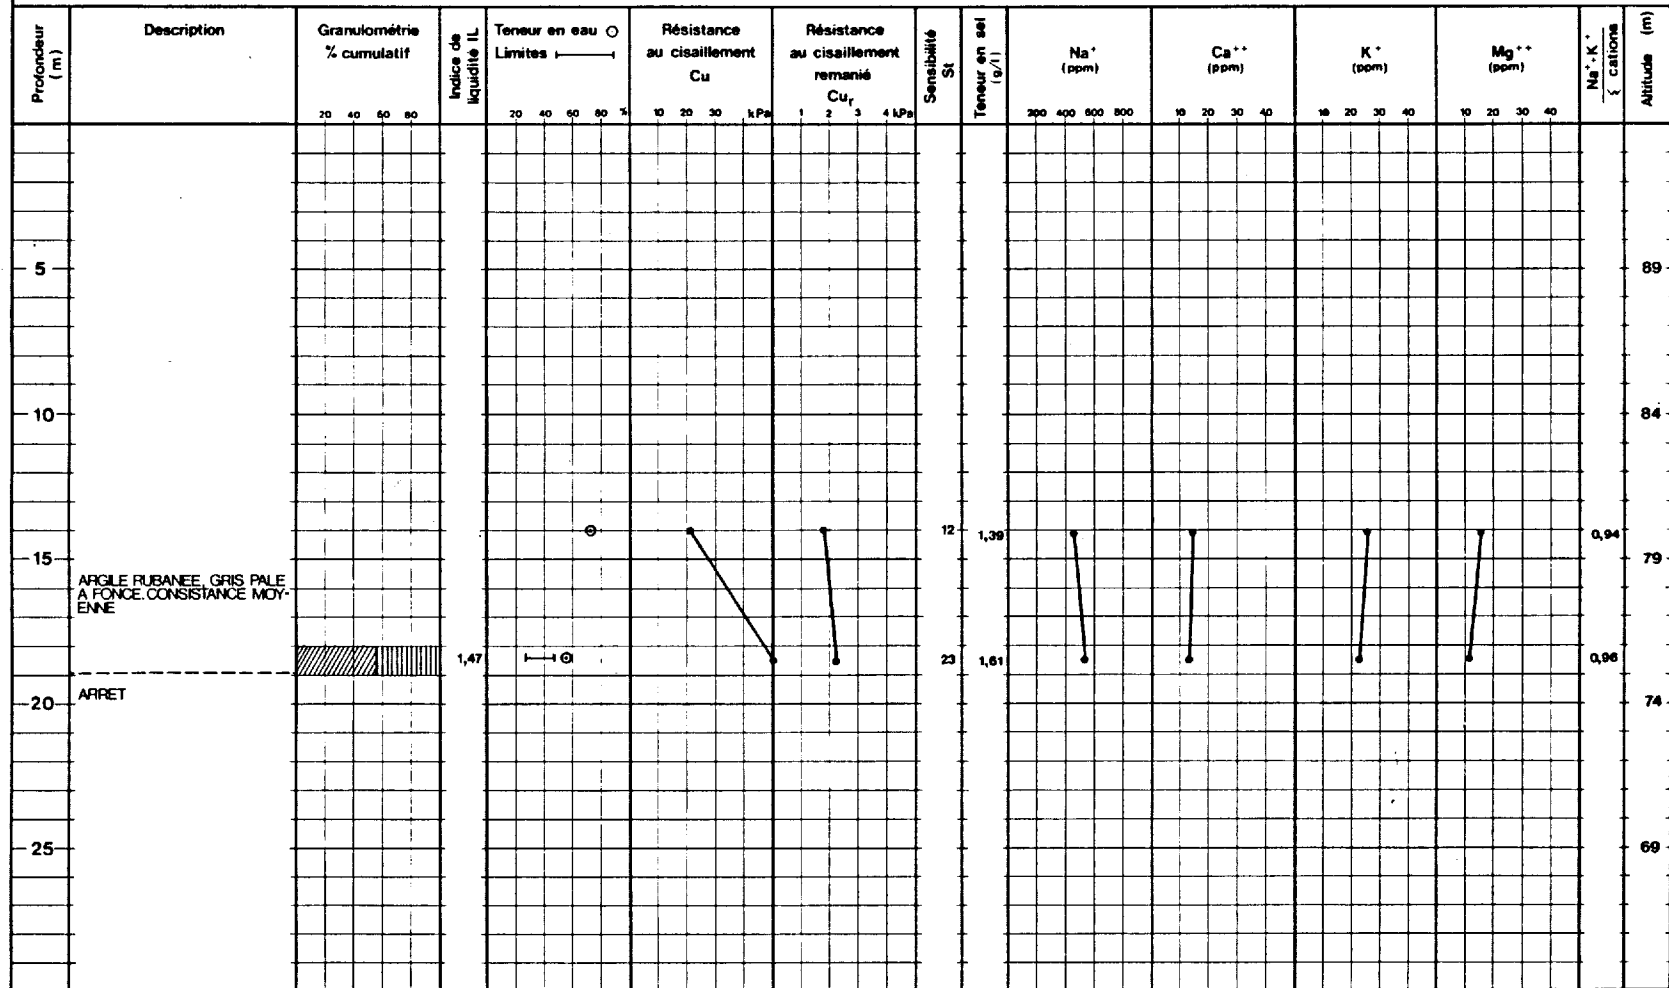 Profondeur
(m)
Description
Granulométrie
% cumulatif
20 40 60 80
Indice de
liquidité IL
Teneur en eau
Limites
20 40 60 80 %
Résistance
au cisaillement
Cu
10 20 30 kPa
Résistance
au cisaillement
remanié
Cur
1 2 3 4 kPa
Sensibilité
St
Teneur en sel
(g/l)
Na+
(ppm)
200 400 600 800
Ca++
(ppm)
10 20 30 40
K+
(ppm)
10 20 30 40
Mg++
(ppm)
10 20 30 40
Na+ + K+
Σ cations
Altitude (m)
5 89
10 84
12 1,39 0,94
15 79
ARGILE RUBANEE, GRIS PALE
A FONCE. CONSISTANCE MOY-
ENNE
1,47 23 1,61 0,96
ARRET
20 74
25 69